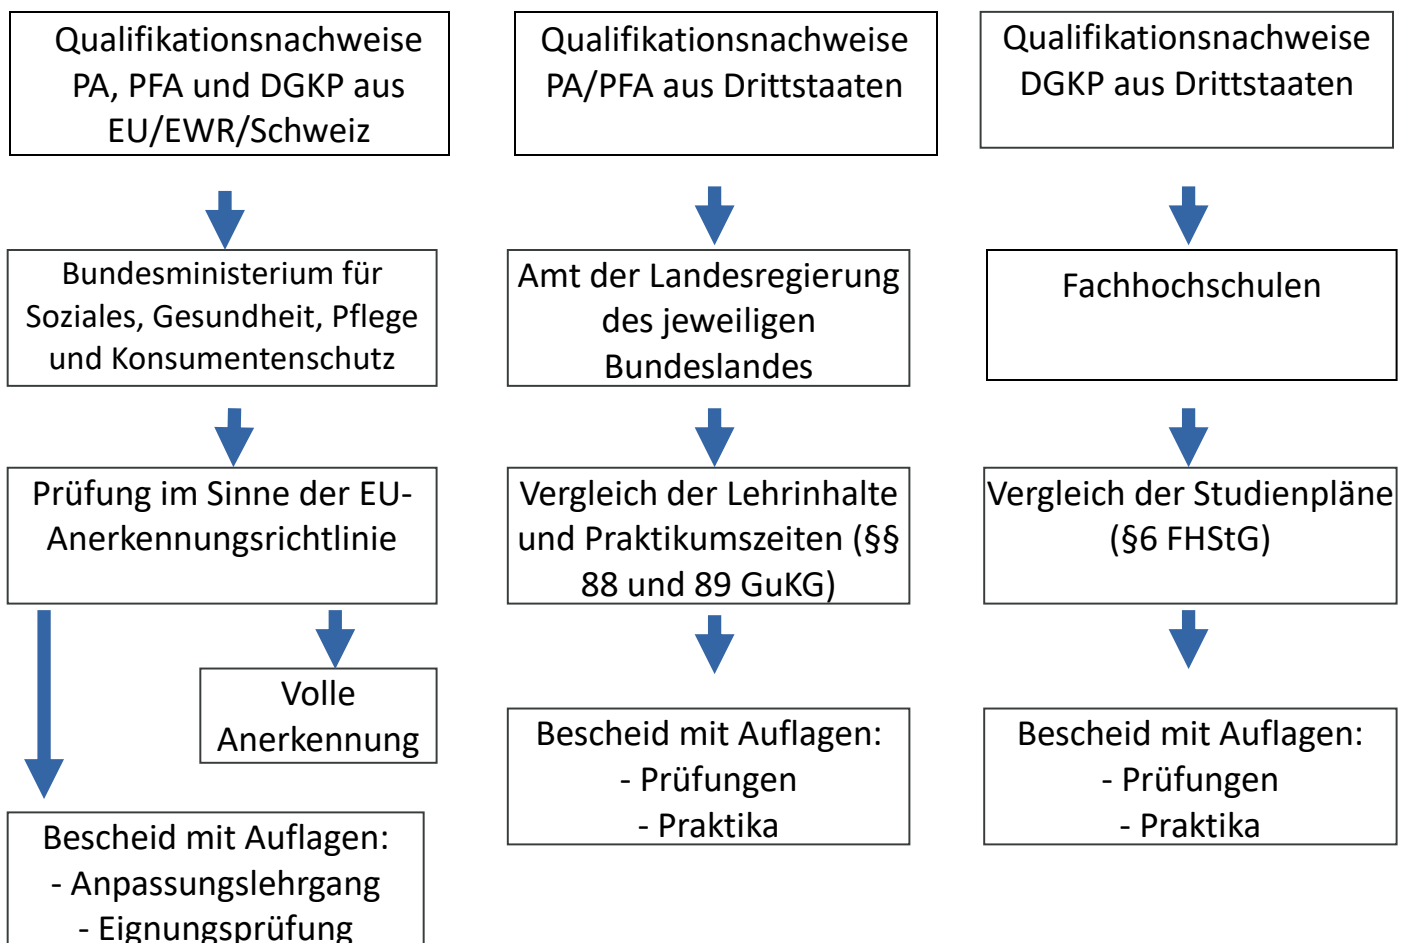 Qualifikationsnachweise
PA, PFA und DGKP aus
EU/EWR/Schweiz
Bundesministerium für
Soziales, Gesundheit, Pflege
und Konsumentenschutz
Prüfung im Sinne der EU-
Anerkennungsrichtlinie
Volle
Anerkennung
Bescheid mit Auflagen:
- Anpassungslehrgang
- Eignungsprüfung
Qualifikationsnachweise
PA/PFA aus Drittstaaten
Amt der Landesregierung
des jeweiligen
Bundeslandes
Vergleich der Lehrinhalte
und Praktikumszeiten (§§
88 und 89 GuKG)
Bescheid mit Auflagen:
- Prüfungen
- Praktika
Qualifikationsnachweise
DGKP aus Drittstaaten
Fachhochschulen
Vergleich der Studienpläne
(§6 FHStG)
Bescheid mit Auflagen:
- Prüfungen
- Praktika